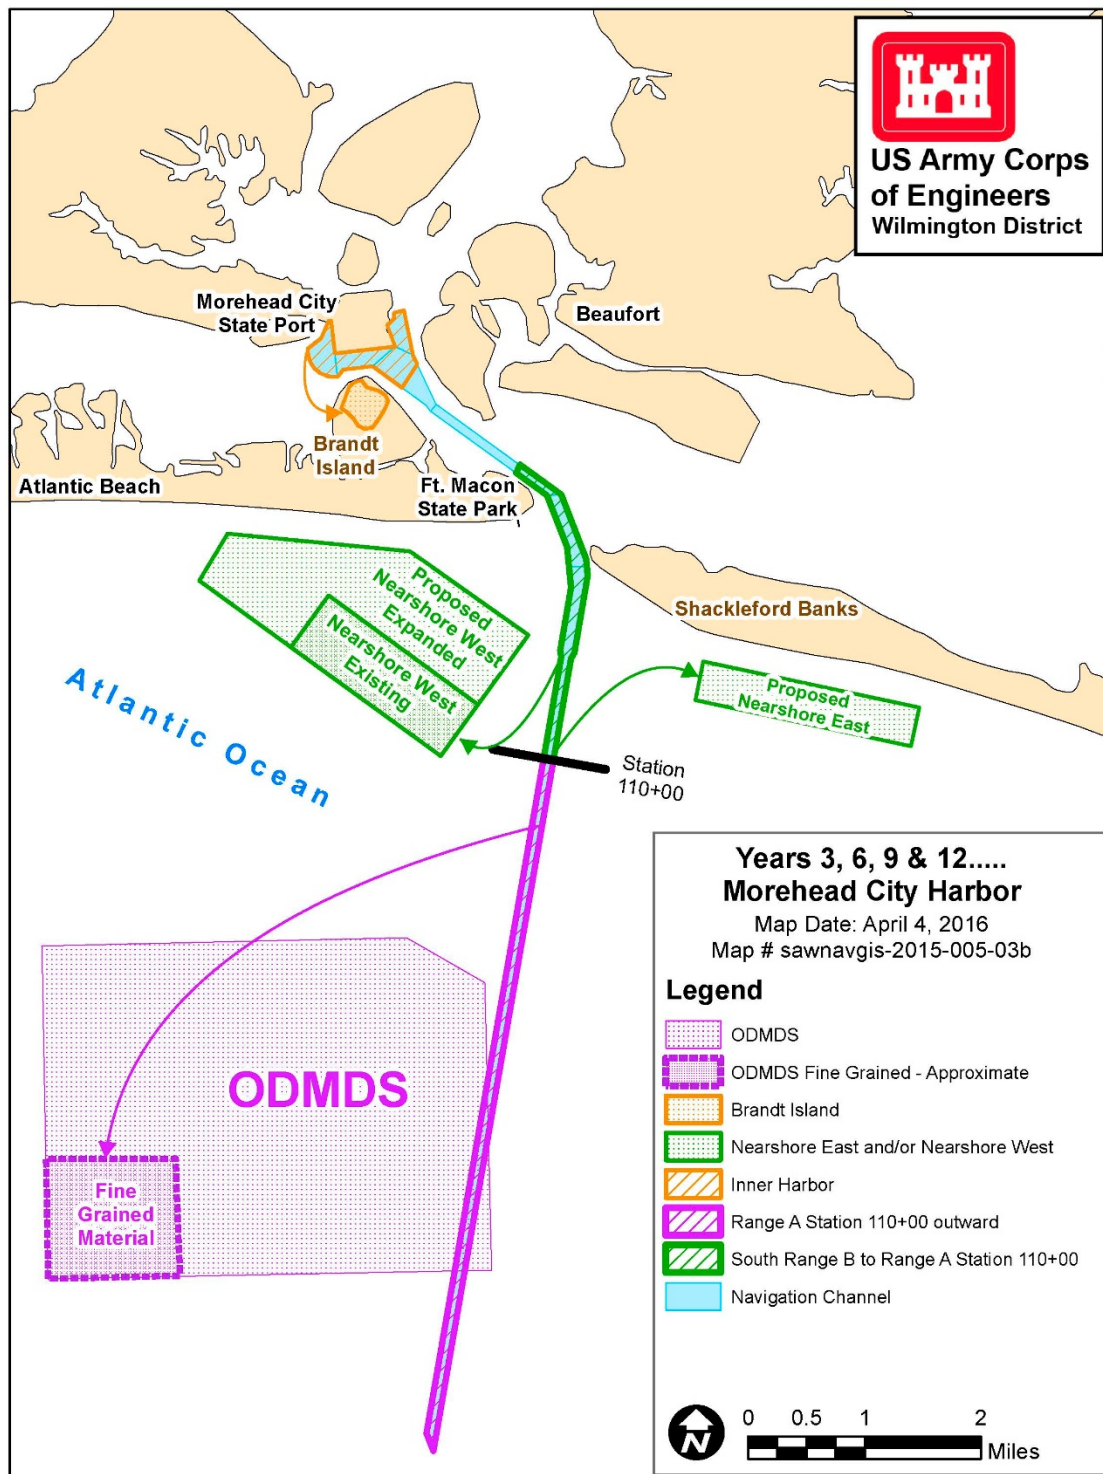 US Army Corps
of Engineers
Wilmington District
Morehead City
State Port
Beaufort
Brandt
Island
Atlantic Beach
Ft. Macon
State Park
Proposed
Nearshore West
Expanded
Nearshore West
Existing
Shackleford Banks
Proposed
Nearshore East
Atlantic Ocean
Station
110+00
ODMDS
Fine
Grained
Material
Years 3, 6, 9 & 12.....
Morehead City Harbor
Map Date: April 4, 2016
Map # sawnavgis-2015-005-03b
Legend
ODMDS
ODMDS Fine Grained - Approximate
Brandt Island
Nearshore East and/or Nearshore West
Inner Harbor
Range A Station 110+00 outward
South Range B to Range A Station 110+00
Navigation Channel
N
0 0.5 1 2
Miles